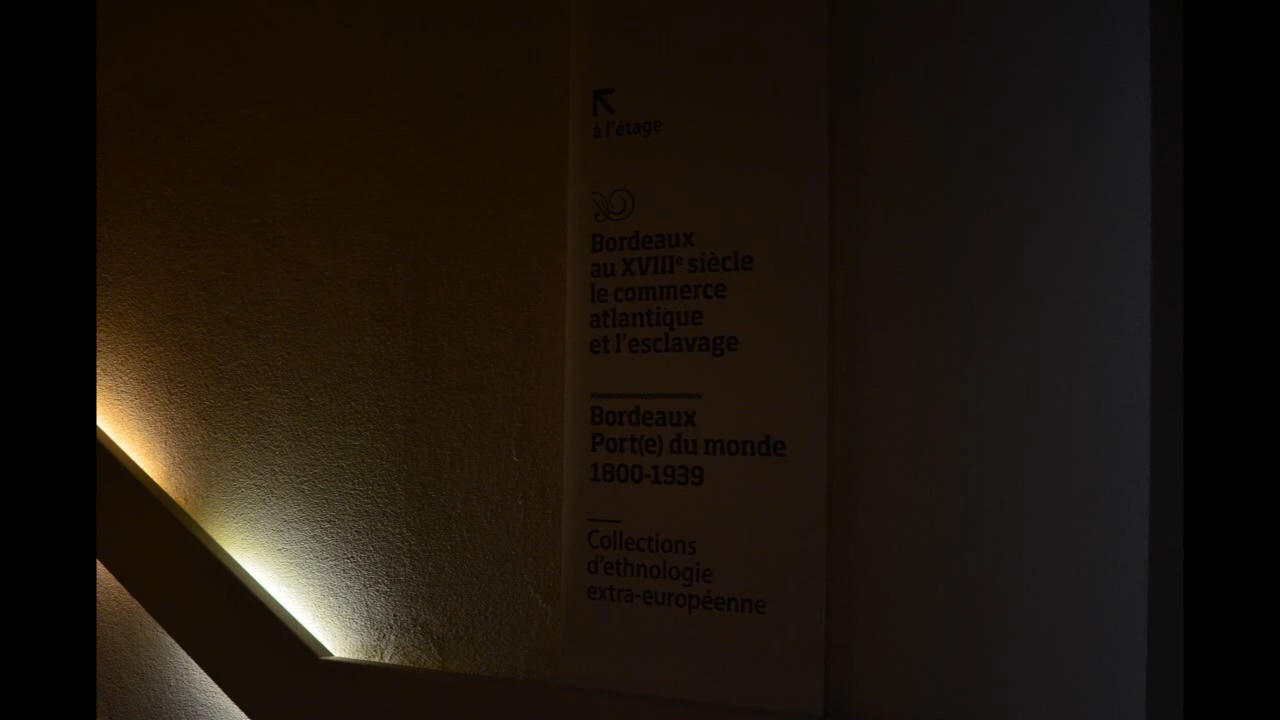 à l'étage
Bordeaux
au XVIIIe siècle
le commerce
atlantique
et l'esclavage
Bordeaux
Port(e) du monde
1800-1939
Collections
d'ethnologie
extra-européenne